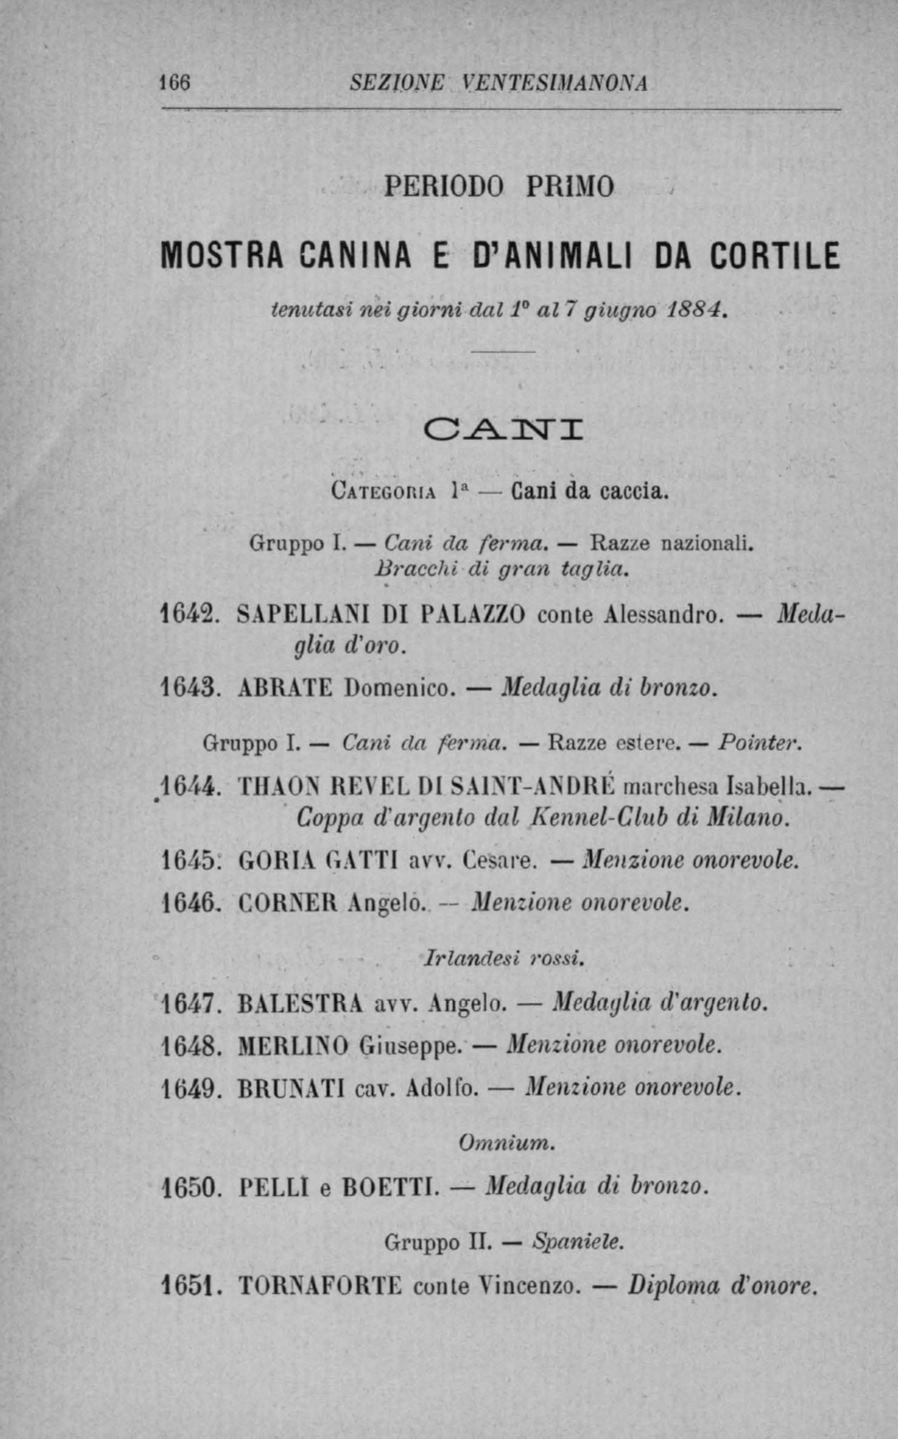 166 SEZIONE VENTESIMANONA
PERIODO PRIMO
MOSTRA CANINA E D'ANIMALI DA CORTILE
tenutasi nei giorni dal 1º al 7 giugno 1884.
CANI
CATEGORIA 1ª — Cani da caccia.
Gruppo I. — Cani da ferma. — Razze nazionali.
Bracchi di gran taglia.
1642. SAPELLANI DI PALAZZO conte Alessandro. — Meda-
glia d'oro.
1643. ABRATE Domenico. — Medaglia di bronzo.
Gruppo I. — Cani da ferma. — Razze estere. — Pointer.
1644. THAON REVEL DI SAINT-ANDRÉ marchesa Isabella. —
Coppa d'argento dal Kennel-Club di Milano.
1645. GORIA GATTI avv. Cesare. — Menzione onorevole.
1646. CORNER Angelo. — Menzione onorevole.
Irlandesi rossi.
1647. BALESTRA avv. Angelo. — Medaglia d'argento.
1648. MERLINO Giuseppe. — Menzione onorevole.
1649. BRUNATI cav. Adolfo. — Menzione onorevole.
Omnium.
1650. PELLI e BOETTI. — Medaglia di bronzo.
Gruppo II. — Spaniele.
1651. TORNAFORTE conte Vincenzo. — Diploma d'onore.